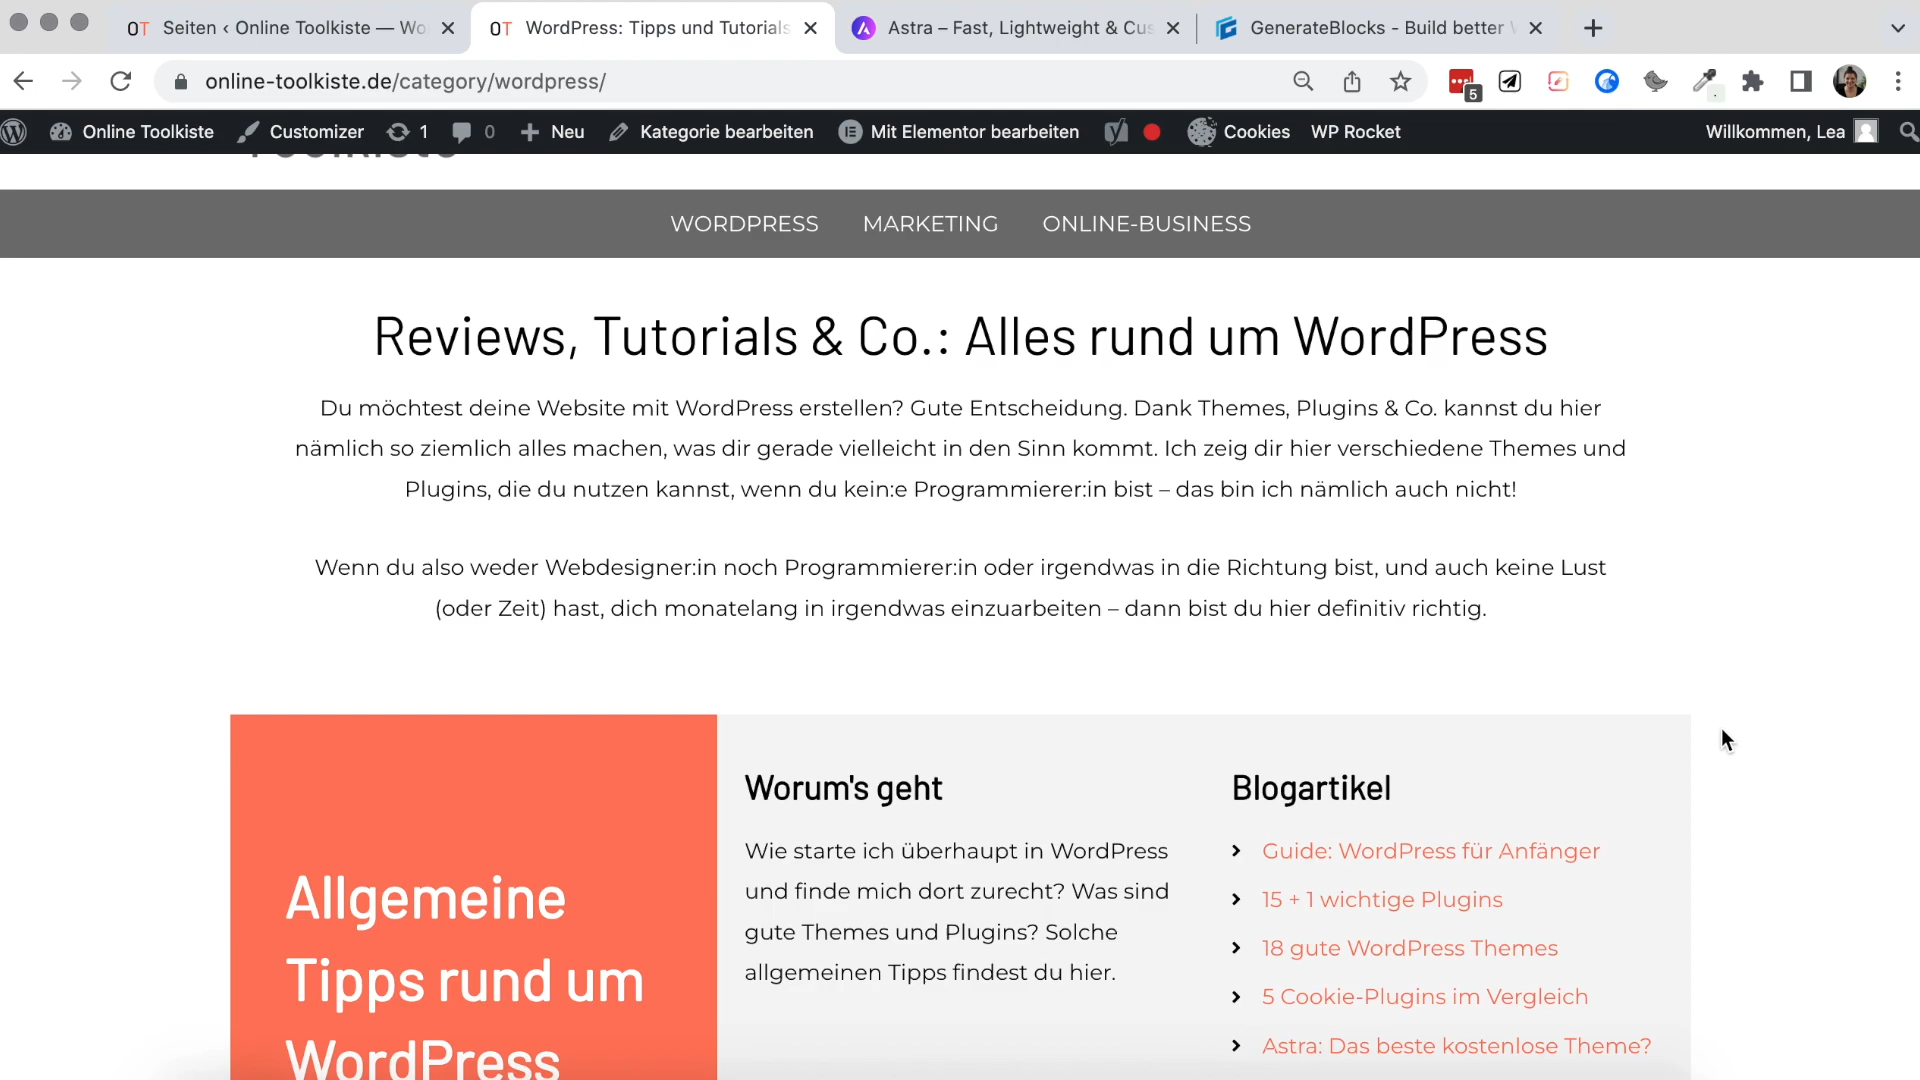 OT Seiten ‹ Online Toolkiste — Wo
OT WordPress: Tipps und Tutorials
Astra – Fast, Lightweight & Cus
GenerateBlocks - Build better
online-toolkiste.de/category/wordpress/
5
Online Toolkiste
Customizer
1
0
Neu
Kategorie bearbeiten
Mit Elementor bearbeiten
Cookies
WP Rocket
Willkommen, Lea
Toolkiste
WORDPRESS MARKETING ONLINE-BUSINESS
Reviews, Tutorials & Co.: Alles rund um WordPress
Du möchtest deine Website mit WordPress erstellen? Gute Entscheidung. Dank Themes, Plugins & Co. kannst du hier
nämlich so ziemlich alles machen, was dir gerade vielleicht in den Sinn kommt. Ich zeig dir hier verschiedene Themes und
Plugins, die du nutzen kannst, wenn du kein:e Programmierer:in bist – das bin ich nämlich auch nicht!
Wenn du also weder Webdesigner:in noch Programmierer:in oder irgendwas in die Richtung bist, und auch keine Lust
(oder Zeit) hast, dich monatelang in irgendwas einzuarbeiten – dann bist du hier definitiv richtig.
Allgemeine
Tipps rund um
WordPress
Worum's geht
Wie starte ich überhaupt in WordPress
und finde mich dort zurecht? Was sind
gute Themes und Plugins? Solche
allgemeinen Tipps findest du hier.
Blogartikel
Guide: WordPress für Anfänger
15 + 1 wichtige Plugins
18 gute WordPress Themes
5 Cookie-Plugins im Vergleich
Astra: Das beste kostenlose Theme?